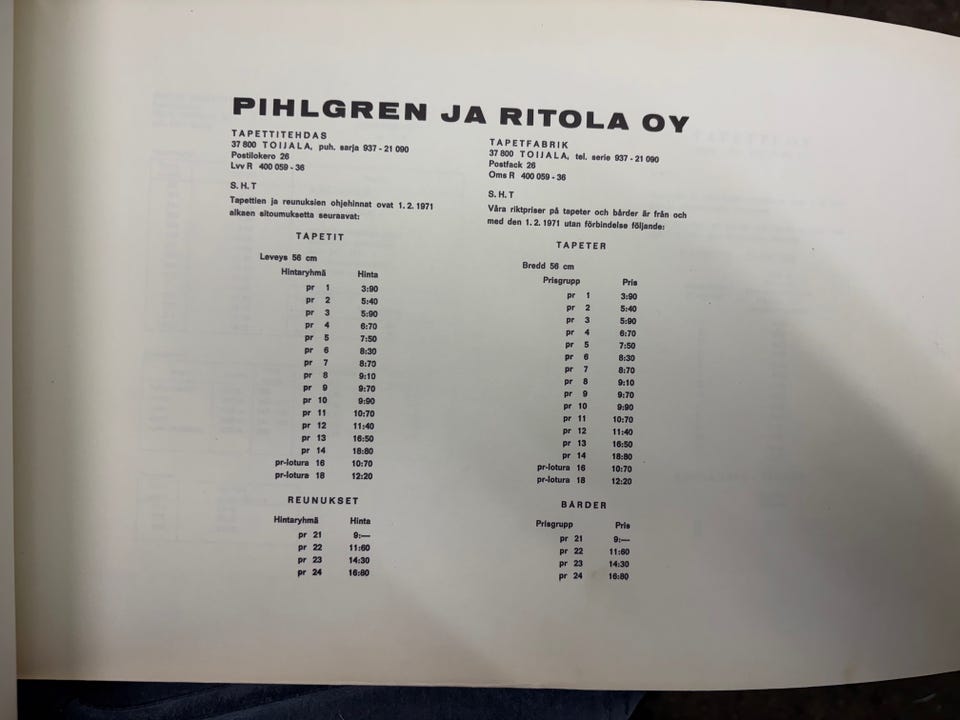 PIHLGREN JA RITOLA OY
TAPETTITEHDAS
37 800 TOIJALA, puh. sarja 937 - 21 090
Postilokero 26
Lvv R 400 059 - 36
S. H. T
Tapettien ja reunuksien ohjehinnat ovat 1. 2. 1971
alkaen sitoumuksetta seuraavat:
TAPETIT
Leveys 56 cm
Hintaryhmä Hinta
pr 1 3:90
pr 2 5:40
pr 3 5:90
pr 4 6:70
pr 5 7:50
pr 6 8:30
pr 7 8:70
pr 8 9:10
pr 9 9:70
pr 10 9:90
pr 11 10:70
pr 12 11:40
pr 13 16:50
pr 14 18:80
pr-lotura 16 10:70
pr-lotura 18 12:20
REUNUKSET
Hintaryhmä Hinta
pr 21 9:—
pr 22 11:60
pr 23 14:30
pr 24 16:80
TAPETFABRIK
37 800 TOIJALA, tel. serie 937 - 21 090
Postfack 26
Oms R 400 059 - 36
S. H. T
Våra riktpriser på tapeter och bårder är från och
med den 1. 2. 1971 utan förbindelse följande:
TAPETER
Bredd 56 cm
Prisgrupp Pris
pr 1 3:90
pr 2 5:40
pr 3 5:90
pr 4 6:70
pr 5 7:50
pr 6 8:30
pr 7 8:70
pr 8 9:10
pr 9 9:70
pr 10 9:90
pr 11 10:70
pr 12 11:40
pr 13 16:50
pr 14 18:80
pr-lotura 16 10:70
pr-lotura 18 12:20
BÅRDER
Prisgrupp Pris
pr 21 9:—
pr 22 11:60
pr 23 14:30
pr 24 16:80